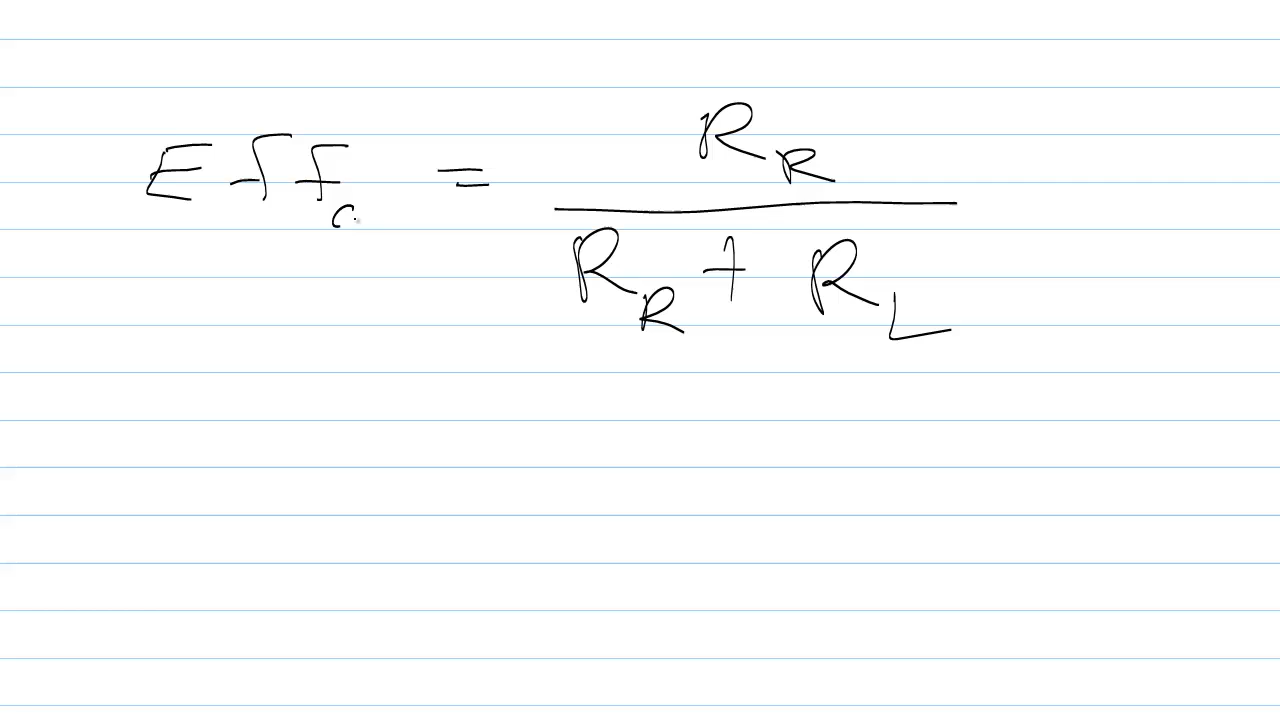 Eff_c = R_R / (R_R + R_L)